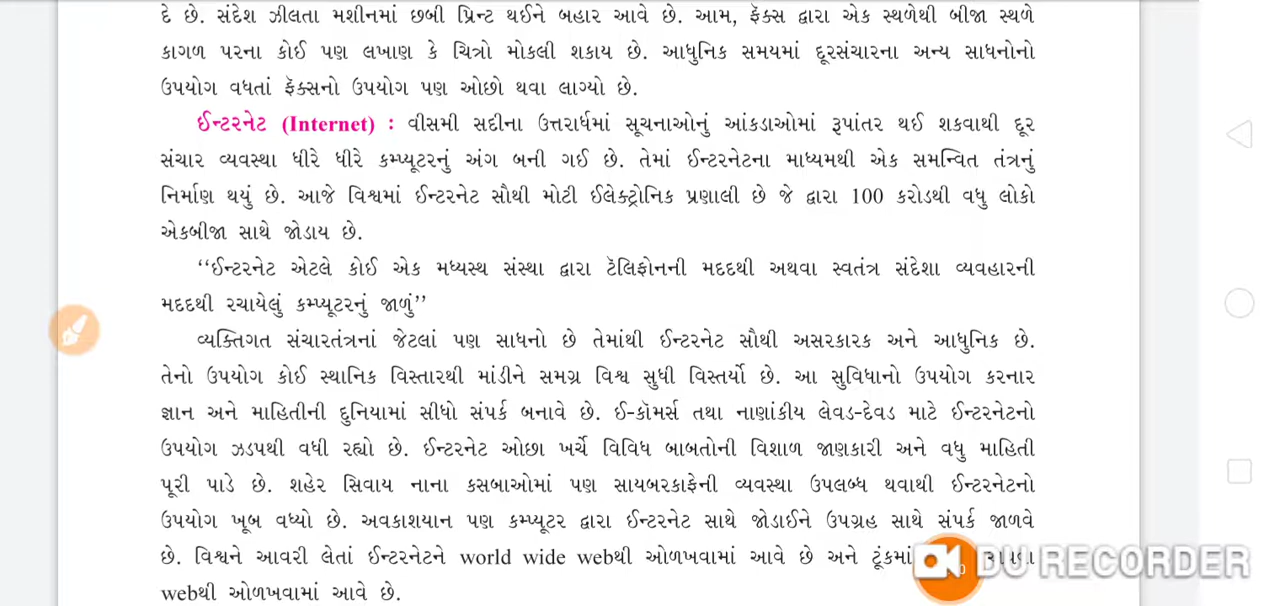 દે છે. સંદેશ ઝીલતા મશીનમાં છબી પ્રિન્ટ થઈને બહાર આવે છે. આમ, ફૅક્સ દ્વારા એક સ્થળેથી બીજા સ્થળે
કાગળ પરના કોઈ પણ લખાણ કે ચિત્રો મોકલી શકાય છે. આધુનિક સમયમાં દૂરસંચારના અન્ય સાધનોનો
ઉપયોગ વધતાં ફૅક્સનો ઉપયોગ પણ ઓછો થવા લાગ્યો છે.
ઈન્ટરનેટ (Internet) : વીસમી સદીના ઉત્તરાર્ધમાં સૂચનાઓનું આંકડાઓમાં રૂપાંતર થઈ શકવાથી દૂર
સંચાર વ્યવસ્થા ધીરે ધીરે કમ્પ્યૂટરનું અંગ બની ગઈ છે. તેમાં ઈન્ટરનેટના માધ્યમથી એક સમન્વિત તંત્રનું
નિર્માણ થયું છે. આજે વિશ્વમાં ઈન્ટરનેટ સૌથી મોટી ઈલેક્ટ્રોનિક પ્રણાલી છે જે દ્વારા 100 કરોડથી વધુ લોકો
એકબીજા સાથે જોડાય છે.
‘‘ઈન્ટરનેટ એટલે કોઈ એક મધ્યસ્થ સંસ્થા દ્વારા ટૅલિફોનની મદદથી અથવા સ્વતંત્ર સંદેશા વ્યવહારની
મદદથી રચાયેલું કમ્પ્યૂટરનું જાળું’’
વ્યક્તિગત સંચારતંત્રનાં જેટલાં પણ સાધનો છે તેમાંથી ઈન્ટરનેટ સૌથી અસરકારક અને આધુનિક છે.
તેનો ઉપયોગ કોઈ સ્થાનિક વિસ્તારથી માંડીને સમગ્ર વિશ્વ સુધી વિસ્તર્યો છે. આ સુવિધાનો ઉપયોગ કરનાર
જ્ઞાન અને માહિતીની દુનિયામાં સીધો સંપર્ક બનાવે છે. ઈ-કૉમર્સ તથા નાણાંકીય લેવડ-દેવડ માટે ઈન્ટરનેટનો
ઉપયોગ ઝડપથી વધી રહ્યો છે. ઈન્ટરનેટ ઓછા ખર્ચે વિવિધ બાબતોની વિશાળ જાણકારી અને વધુ માહિતી
પૂરી પાડે છે. શહેર સિવાય નાના કસબાઓમાં પણ સાયબરકાફેની વ્યવસ્થા ઉપલબ્ધ થવાથી ઈન્ટરનેટનો
ઉપયોગ ખૂબ વધ્યો છે. અવકાશયાન પણ કમ્પ્યૂટર દ્વારા ઈન્ટરનેટ સાથે જોડાઈને ઉપગ્રહ સાથે સંપર્ક જાળવે
છે. વિશ્વને આવરી લેતાં ઈન્ટરનેટને world wide webથી ઓળખવામાં આવે છે અને ટૂંકમાં
webથી ઓળખવામાં આવે છે.
DU RECORDER